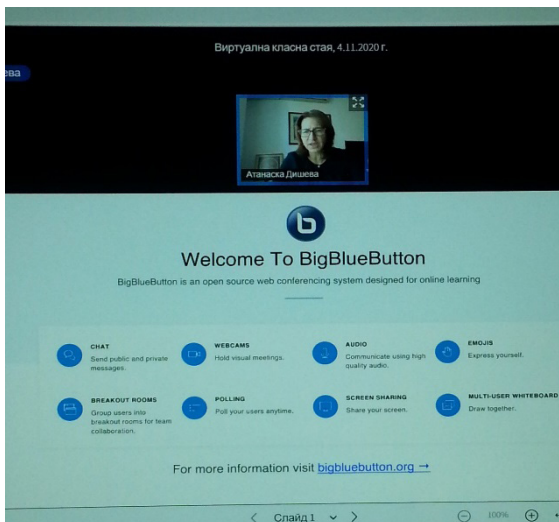 Виртуална класна стая, 4.11.2020 г.
ева
Атанаска Дишева
b
Welcome To BigBlueButton
BigBlueButton is an open source web conferencing system designed for online learning
CHAT
Send public and private
messages.
WEBCAMS
Hold visual meetings.
AUDIO
Communicate using high
quality audio.
EMOJIS
Express yourself.
BREAKOUT ROOMS
Group users into
breakout rooms for team
collaboration.
POLLING
Poll your users anytime.
SCREEN SHARING
Share your screen.
MULTI-USER WHITEBOARD
Draw together.
For more information visit bigbluebutton.org →
Слайд 1
100%